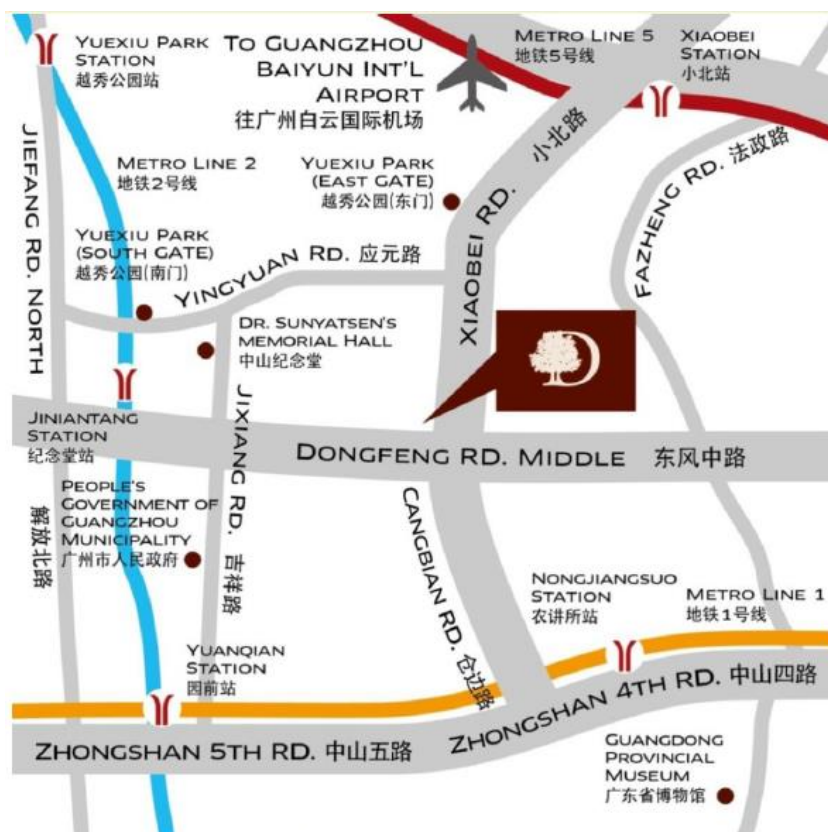 YUEXIU PARK
STATION
越秀公园站
TO GUANGZHOU
BAIYUN INT'L
AIRPORT
往广州白云国际机场
METRO LINE 5
地铁5号线
XIAOBEI
STATION
小北站
JIEFANG RD. NORTH
解放北路
METRO LINE 2
地铁2号线
YUEXIU PARK
(EAST GATE)
越秀公园(东门)
XIAOBEI RD. 小北路
FAZHENG RD. 法政路
YUEXIU PARK
(SOUTH GATE)
越秀公园(南门)
YINGYUAN RD. 应元路
DR. SUNYATSEN'S
MEMORIAL HALL
中山纪念堂
D
JINIANTANG
STATION
纪念堂站
JIXIANG RD. 吉祥路
DONGFENG RD. MIDDLE 东风中路
PEOPLE'S
GOVERNMENT OF
GUANGZHOU
MUNICIPALITY
广州市人民政府
CANGBIAN RD. 仓边路
NONGJIANGSUO
STATION
农讲所站
METRO LINE 1
地铁1号线
YUANQIAN
STATION
园前站
ZHONGSHAN 5TH RD. 中山五路
ZHONGSHAN 4TH RD. 中山四路
GUANGDONG
PROVINCIAL
MUSEUM
广东省博物馆